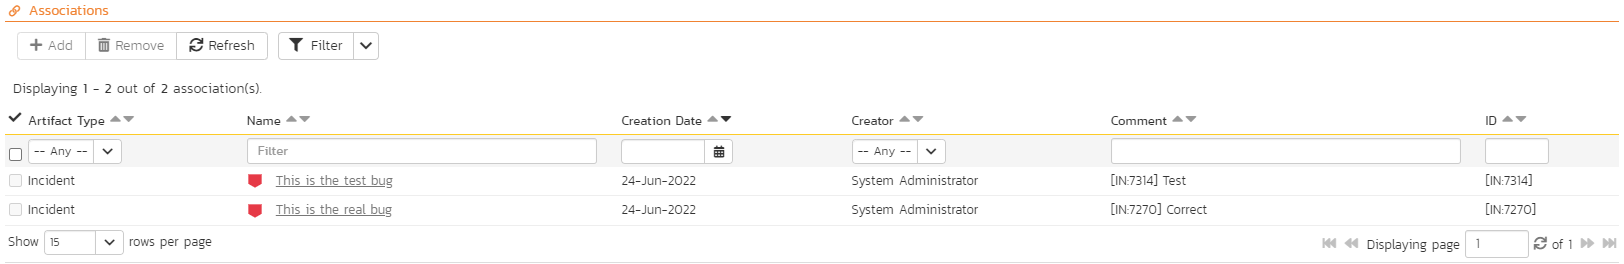 Associations
Add Remove Refresh Filter
Displaying 1 - 2 out of 2 association(s).
Artifact Type Name Creation Date Creator Comment ID
-- Any -- Filter -- Any --
Incident This is the test bug 24-Jun-2022 System Administrator [IN:7314] Test [IN:7314]
Incident This is the real bug 24-Jun-2022 System Administrator [IN:7270] Correct [IN:7270]
Show 15 rows per page Displaying page 1 of 1